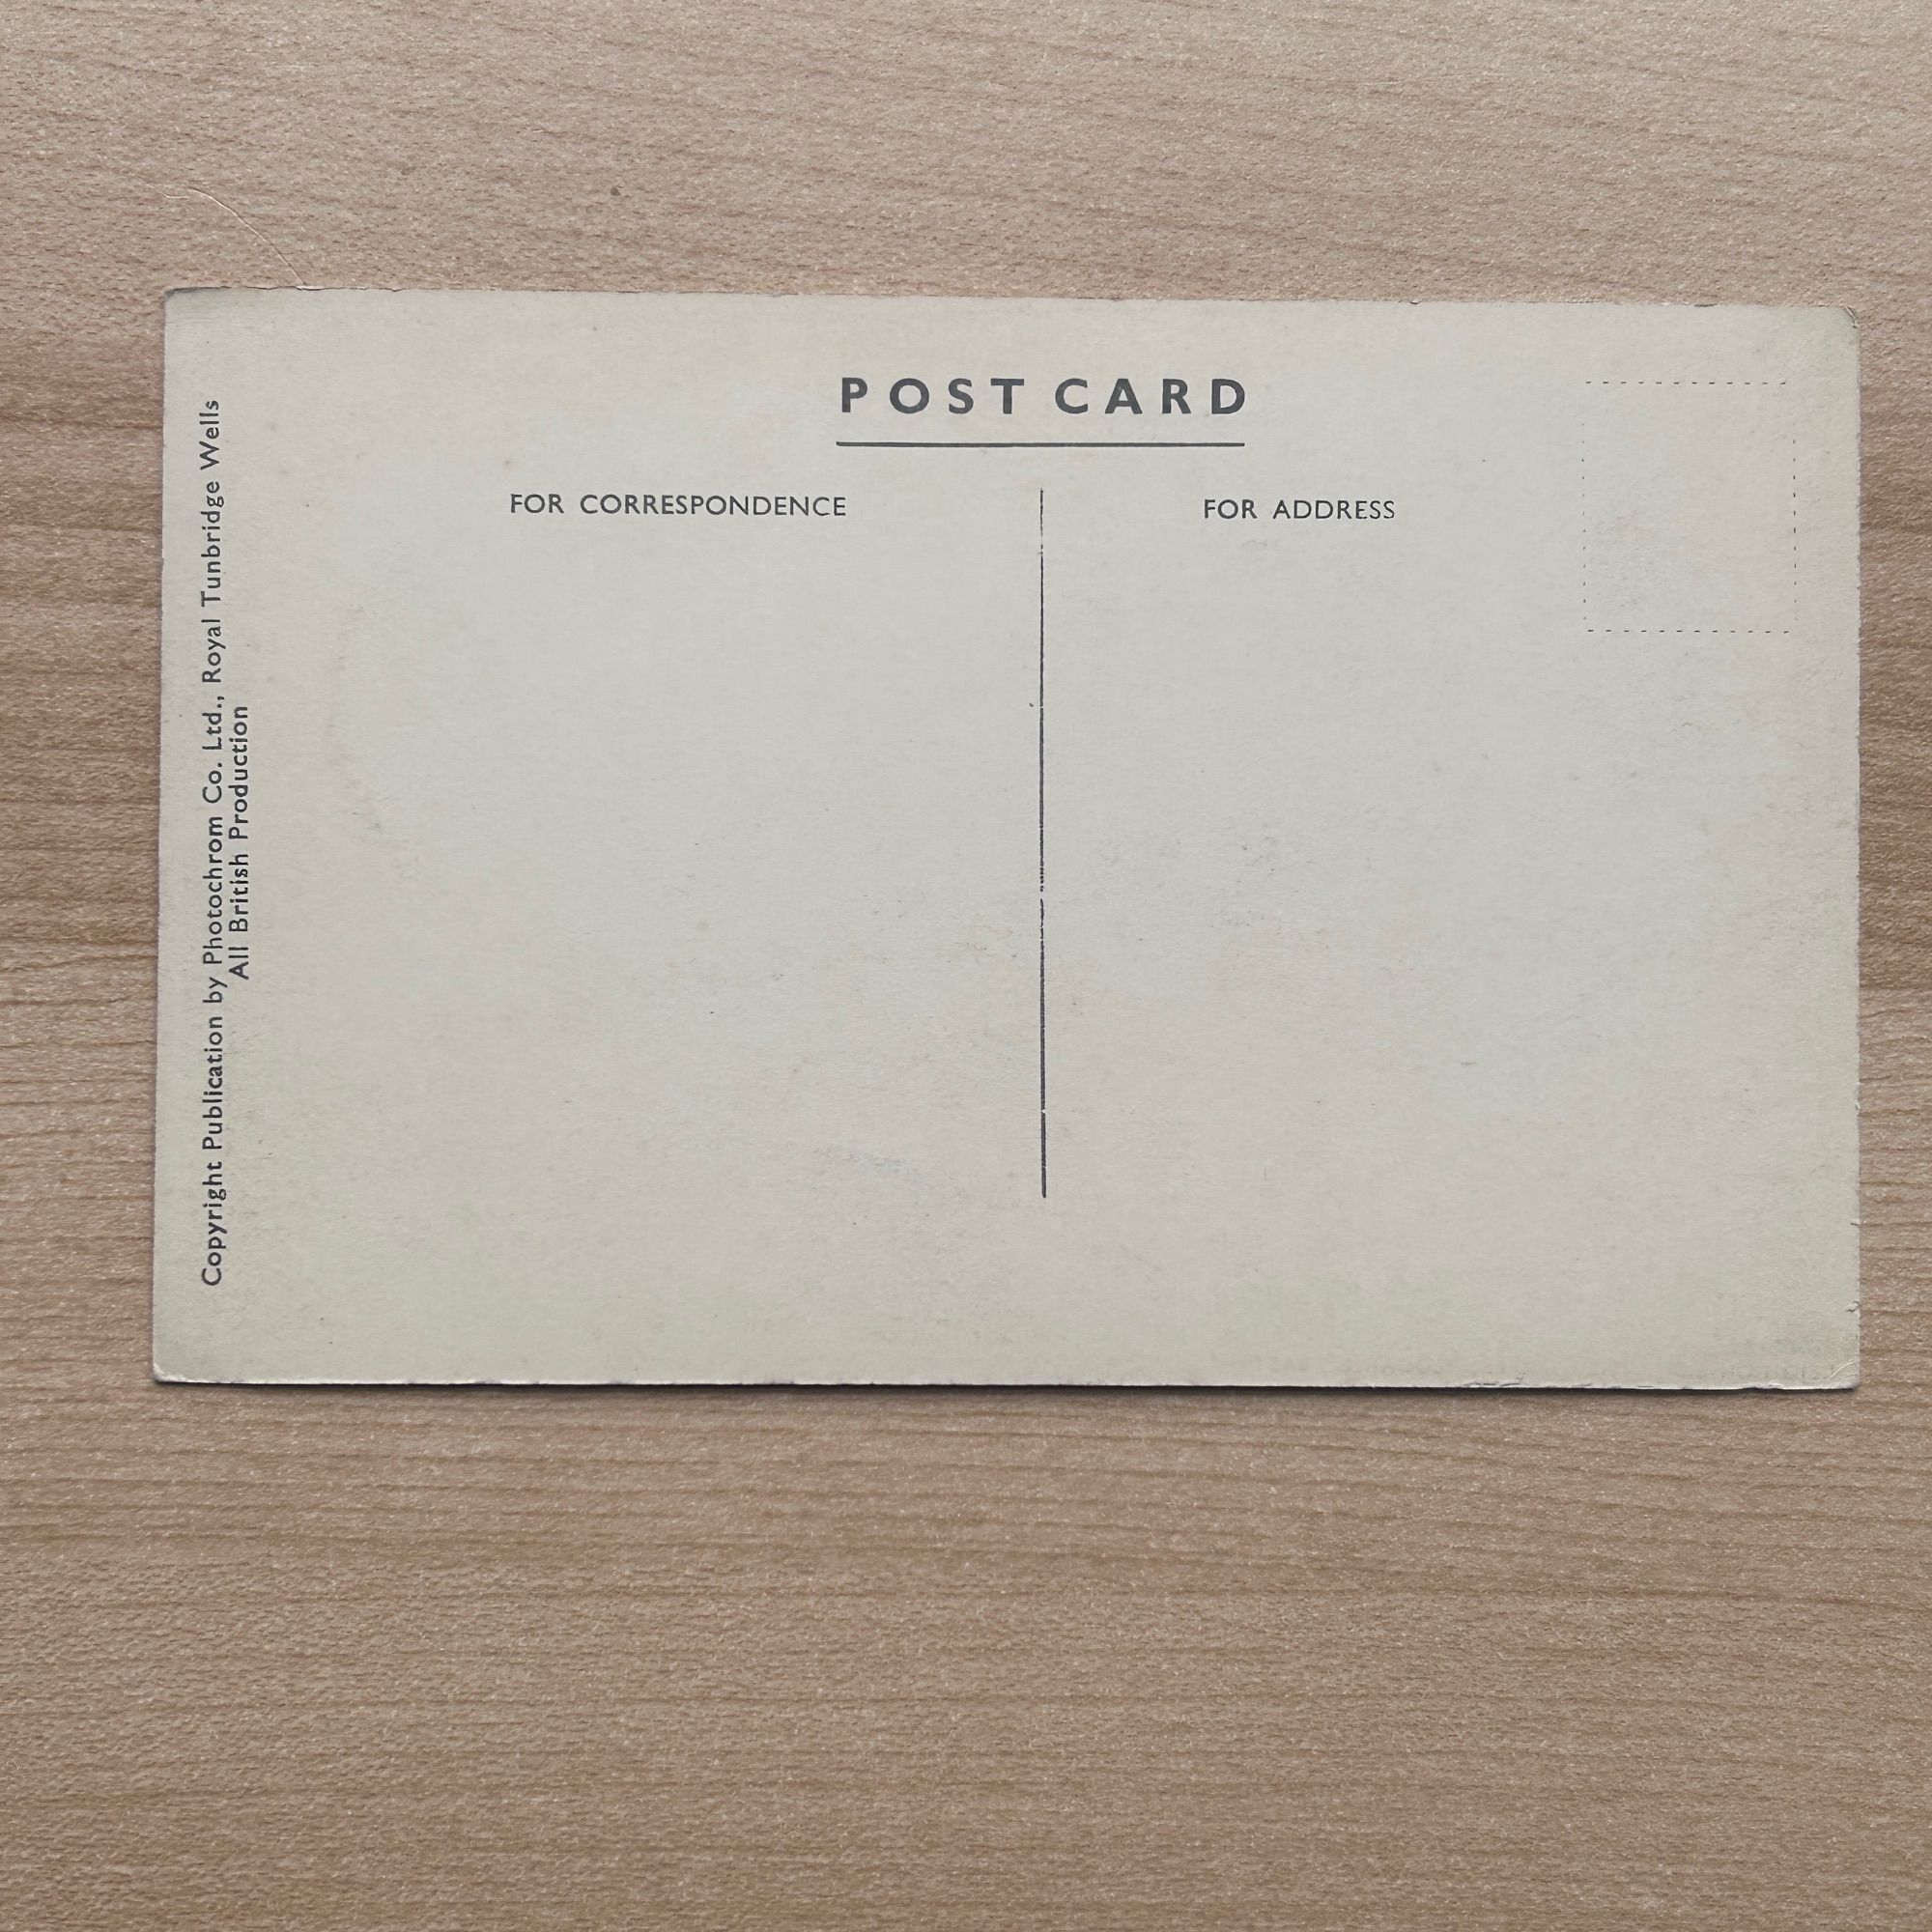 POST CARD
FOR CORRESPONDENCE
FOR ADDRESS
Copyright Publication by Photochrom Co. Ltd., Royal Tunbridge Wells
All British Production